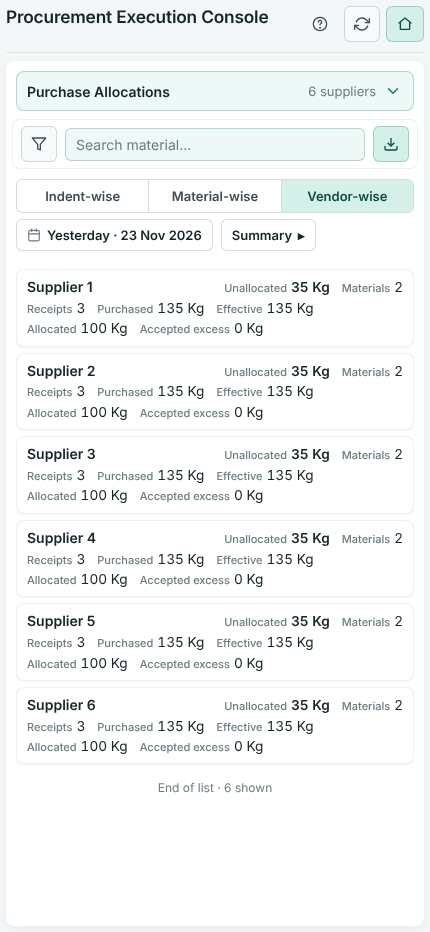 Procurement Execution Console
Purchase Allocations 6 suppliers
Search material...
Indent-wise Material-wise Vendor-wise
Yesterday · 23 Nov 2026 Summary ▸
Supplier 1 Unallocated 35 Kg Materials 2
Receipts 3 Purchased 135 Kg Effective 135 Kg
Allocated 100 Kg Accepted excess 0 Kg
Supplier 2 Unallocated 35 Kg Materials 2
Receipts 3 Purchased 135 Kg Effective 135 Kg
Allocated 100 Kg Accepted excess 0 Kg
Supplier 3 Unallocated 35 Kg Materials 2
Receipts 3 Purchased 135 Kg Effective 135 Kg
Allocated 100 Kg Accepted excess 0 Kg
Supplier 4 Unallocated 35 Kg Materials 2
Receipts 3 Purchased 135 Kg Effective 135 Kg
Allocated 100 Kg Accepted excess 0 Kg
Supplier 5 Unallocated 35 Kg Materials 2
Receipts 3 Purchased 135 Kg Effective 135 Kg
Allocated 100 Kg Accepted excess 0 Kg
Supplier 6 Unallocated 35 Kg Materials 2
Receipts 3 Purchased 135 Kg Effective 135 Kg
Allocated 100 Kg Accepted excess 0 Kg
End of list · 6 shown